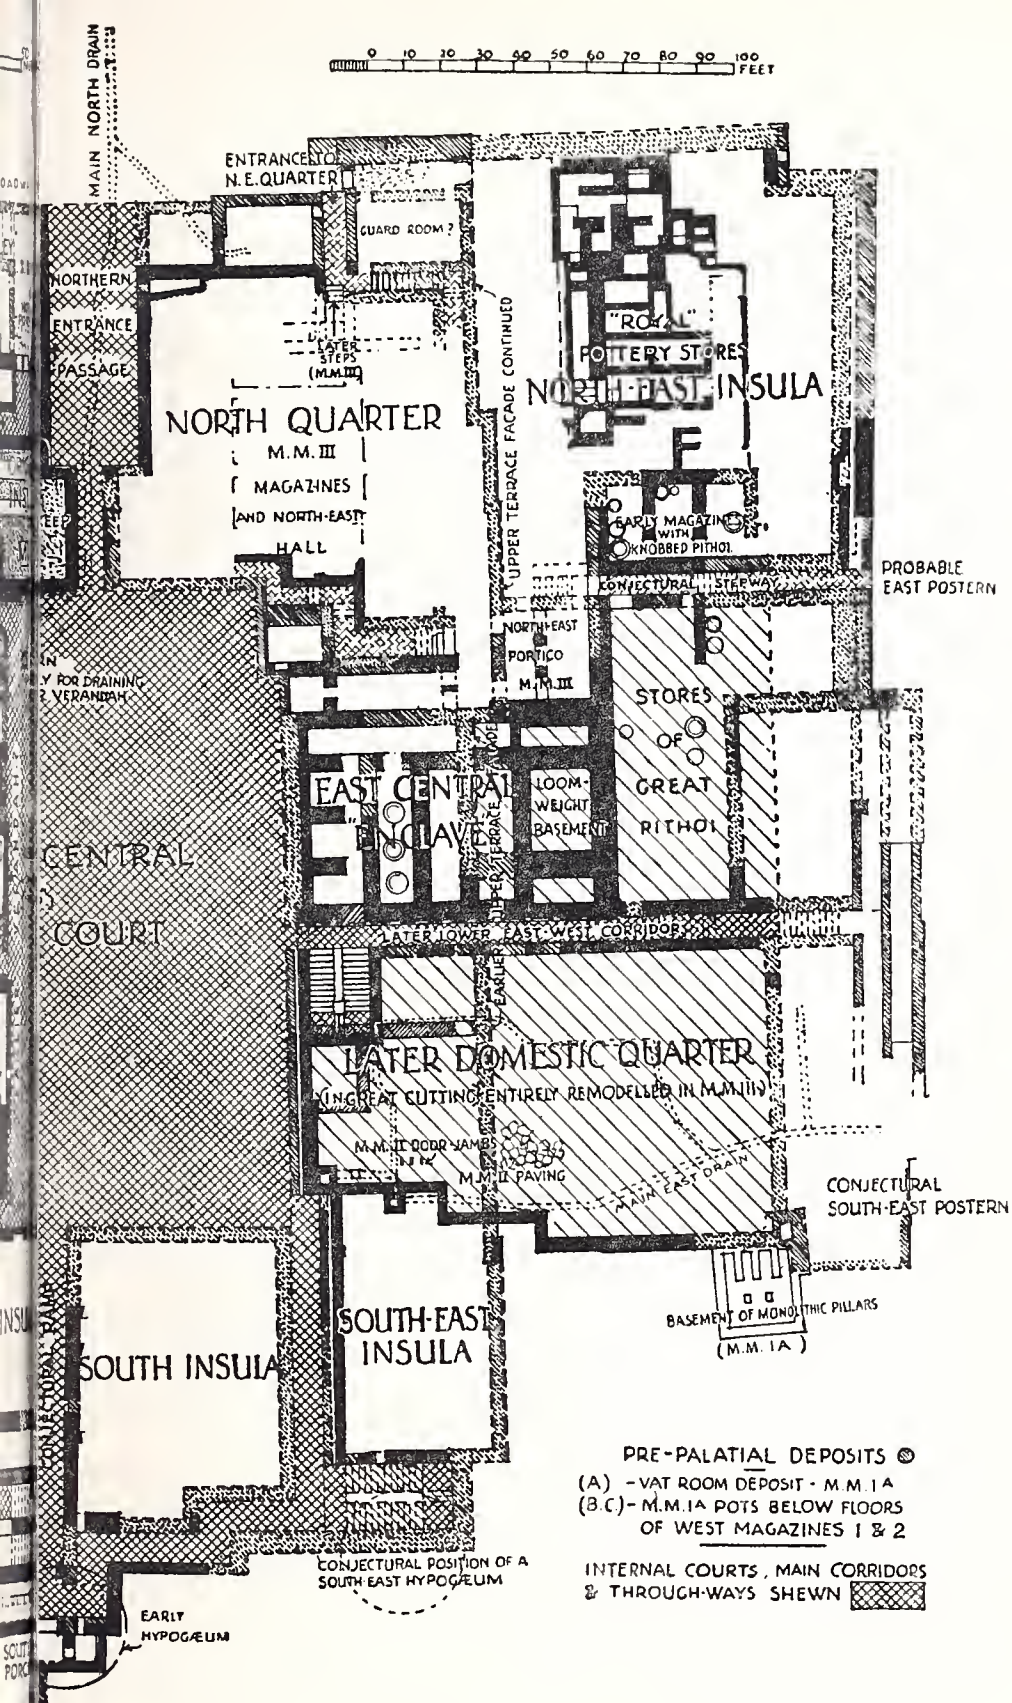 0 10 20 30 40 50 60 70 80 90 100
FEET
MAIN NORTH DRAIN
ENTRANCE TO
N.E. QUARTER
GUARD ROOM?
NORTHERN
ENTRANCE
PASSAGE
LATER
STEPS
(M.M.III)
UPPER TERRACE FACADE CONTINUED
"ROYAL"
POTTERY STORES
NORTH-EAST INSULA
NORTH QUARTER
M.M.III
MAGAZINES
AND NORTH-EAST
HALL
EARLY MAGAZINES
WITH
KNOBBED PITHOI.
CONJECTURAL STEPWAY
PROBABLE
EAST POSTERN
NORTH-EAST
PORTICO
M.M.III
Y FOR DRAINING
VERANDAH
STORES
OF
GREAT
PITHOI
EAST CENTRAL
"ENCLAVE"
LOOM-
WEIGHT
BASEMENT
EARLIER UPPER TERRACE FACADE
CENTRAL
COURT
LATER LOWER EAST-WEST CORRIDORS
LATER DOMESTIC QUARTER
(IN GREAT CUTTING ENTIRELY REMODELLED IN M.M.III)
M.M.II DOOR-JAMBS
M.M.II PAVING
MAIN EAST DRAIN
CONJECTURAL
SOUTH-EAST POSTERN
BASEMENT OF MONOLITHIC PILLARS
(M.M.IA)
CONJECTURAL RAMP
SOUTH INSULA
SOUTH-EAST
INSULA
PRE-PALATIAL DEPOSITS
(A) - VAT ROOM DEPOSIT - M.M.IA
(B.C.) - M.M.IA POTS BELOW FLOORS
OF WEST MAGAZINES 1 & 2
INTERNAL COURTS, MAIN CORRIDORS
& THROUGH-WAYS SHEWN
CONJECTURAL POSITION OF A
SOUTH-EAST HYPOGÆUM
EARLY
HYPOGÆUM